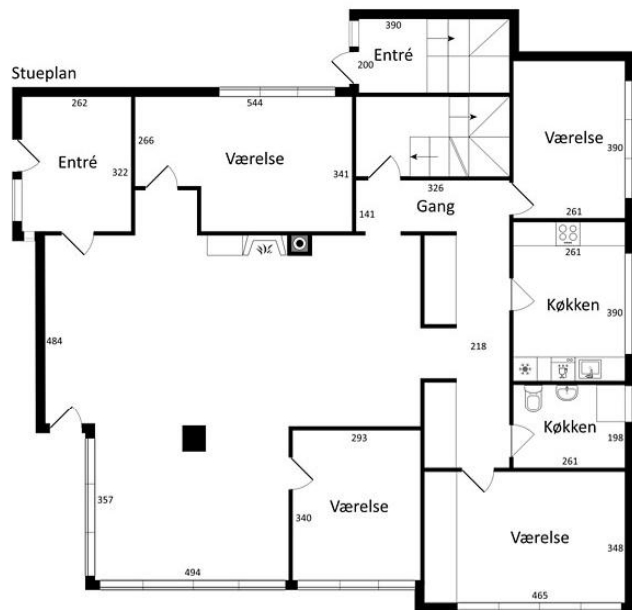 Stueplan
390
Entré
200
262
544
266
Entré
322
Værelse
341
326
Gang
141
Værelse
390
261
261
Køkken
390
484
218
Køkken
198
261
293
357
340
Værelse
Værelse
348
494
465